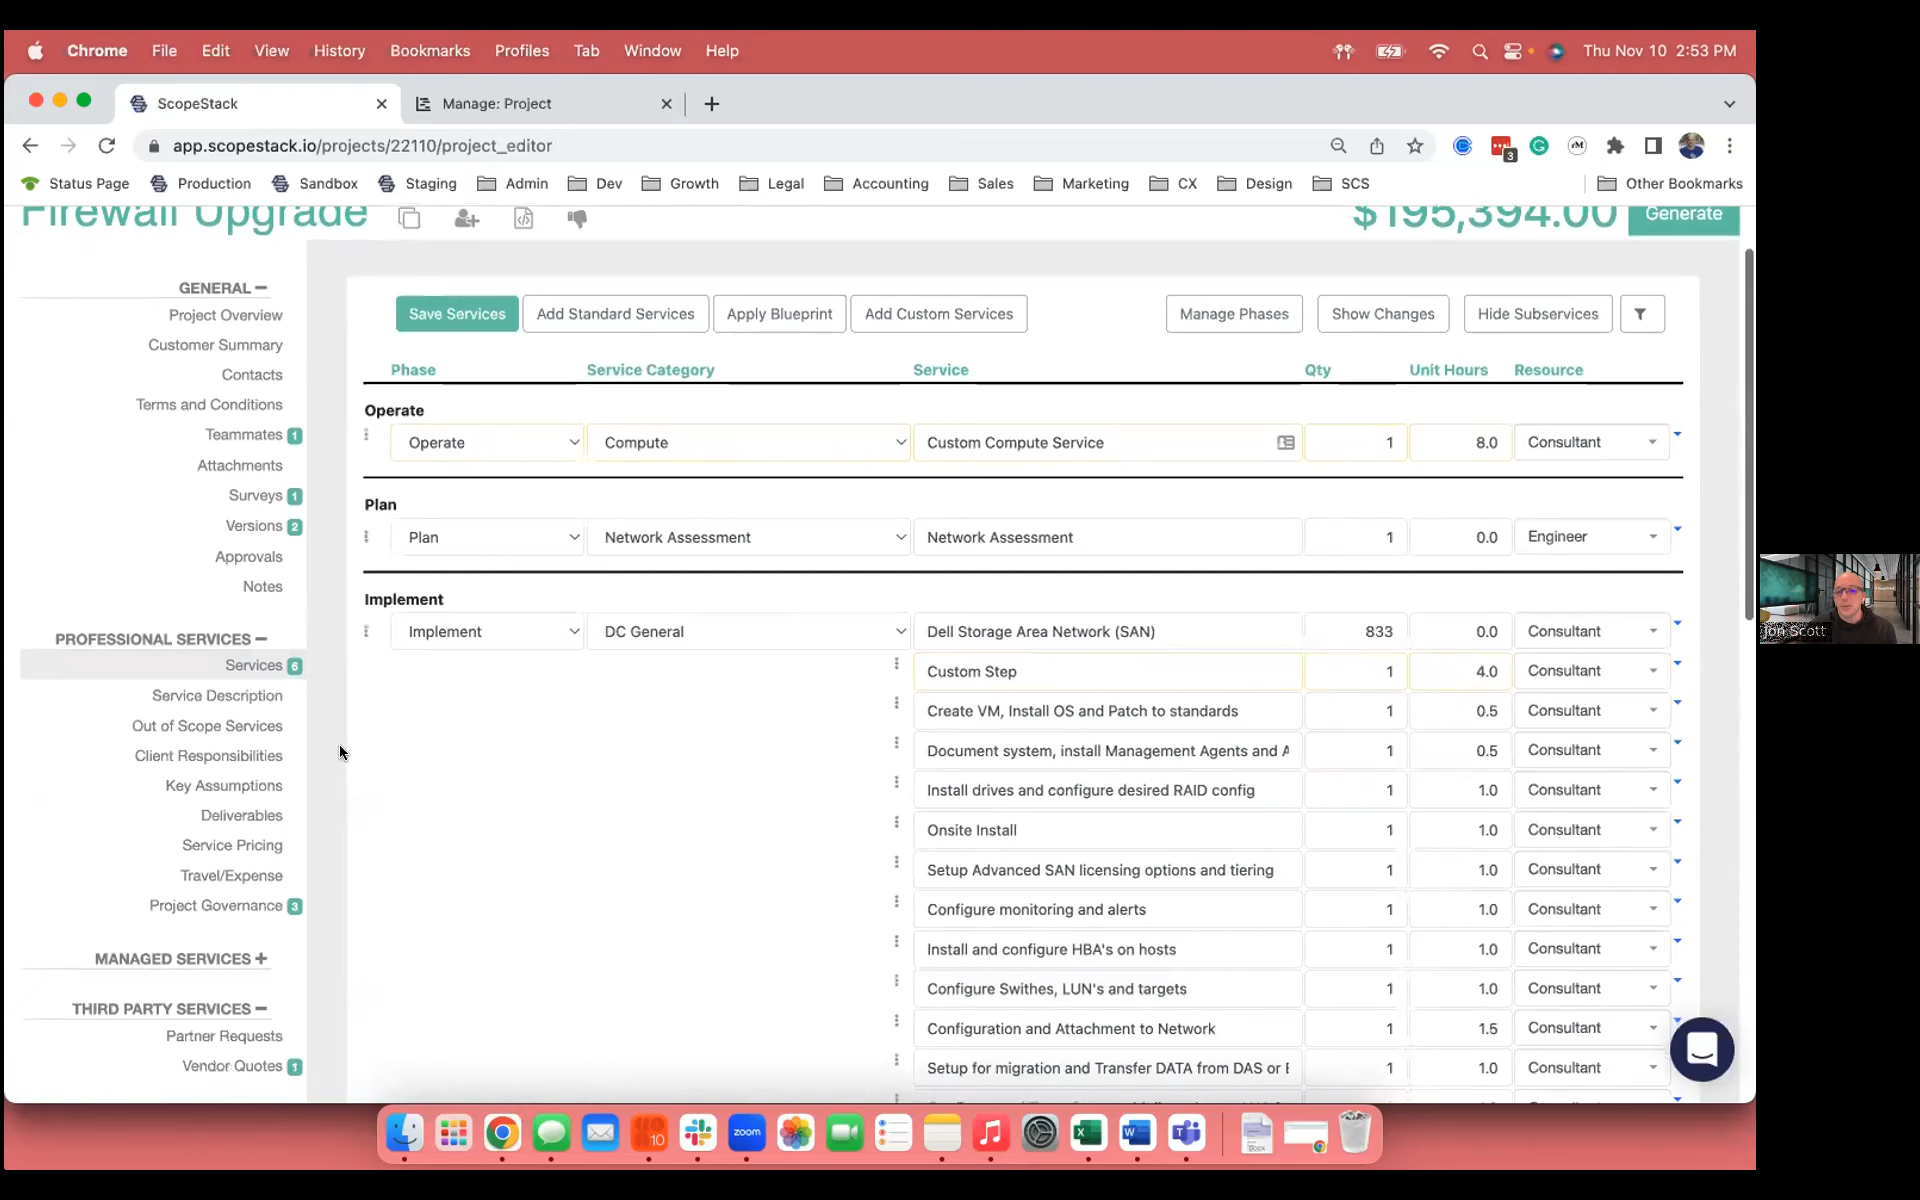 Chrome File Edit View History Bookmarks Profiles Tab Window Help Thu Nov 10 2:53 PM
ScopeStack Manage: Project
app.scopestack.io/projects/22110/project_editor 3
Status Page Production Sandbox Staging Admin Dev Growth Legal Accounting Sales Marketing CX Design SCS Other Bookmarks
Firewall Upgrade $195,394.00 Generate
GENERAL
Project Overview
Customer Summary
Contacts
Terms and Conditions
Teammates 1
Attachments
Surveys 1
Versions 2
Approvals
Notes
PROFESSIONAL SERVICES
Services 6
Service Description
Out of Scope Services
Client Responsibilities
Key Assumptions
Deliverables
Service Pricing
Travel/Expense
Project Governance 3
MANAGED SERVICES
THIRD PARTY SERVICES
Partner Requests
Vendor Quotes 1
Save Services Add Standard Services Apply Blueprint Add Custom Services Manage Phases Show Changes Hide Subservices
Phase Service Category Service Qty Unit Hours Resource
Operate
Operate Compute Custom Compute Service 1 8.0 Consultant
Plan
Plan Network Assessment Network Assessment 1 0.0 Engineer
Implement
Implement DC General Dell Storage Area Network (SAN) 833 0.0 Consultant
Custom Step 1 4.0 Consultant
Create VM, Install OS and Patch to standards 1 0.5 Consultant
Document system, install Management Agents and A 1 0.5 Consultant
Install drives and configure desired RAID config 1 1.0 Consultant
Onsite Install 1 1.0 Consultant
Setup Advanced SAN licensing options and tiering 1 1.0 Consultant
Configure monitoring and alerts 1 1.0 Consultant
Install and configure HBA's on hosts 1 1.0 Consultant
Configure Swithes, LUN's and targets 1 1.0 Consultant
Configuration and Attachment to Network 1 1.5 Consultant
Setup for migration and Transfer DATA from DAS or E 1 1.0 Consultant
Jon Scott
10 zoom